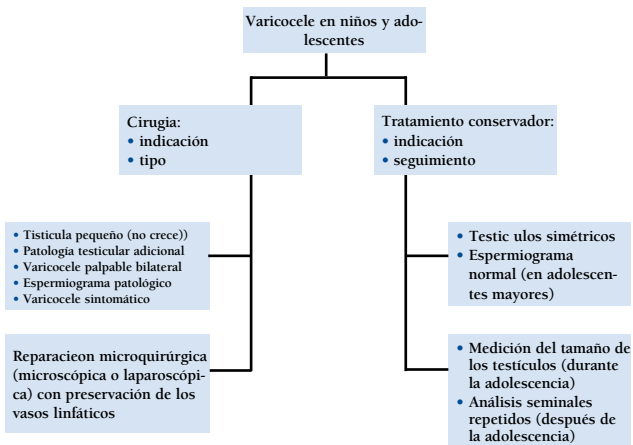 Varicocele en niños y ado-
lescentes
Cirugia:
• indicación
• tipo
Tratamiento conservador:
• indicación
• seguimiento
• Tisticula pequeño (no crece))
• Patología testicular adicional
• Varicocele palpable bilateral
• Espermiograma patológico
• Varicocele sintomático
• Testic ulos simétricos
• Espermiograma
normal (en adolescen-
tes mayores)
Reparacieon microquirúrgica
(microscópica o laparoscópi-
ca) con preservación de los
vasos linfáticos
• Medición del tamaño de
los testículos (durante
la adolescencia)
• Análisis seminales
repetidos (después de
la adolescencia)